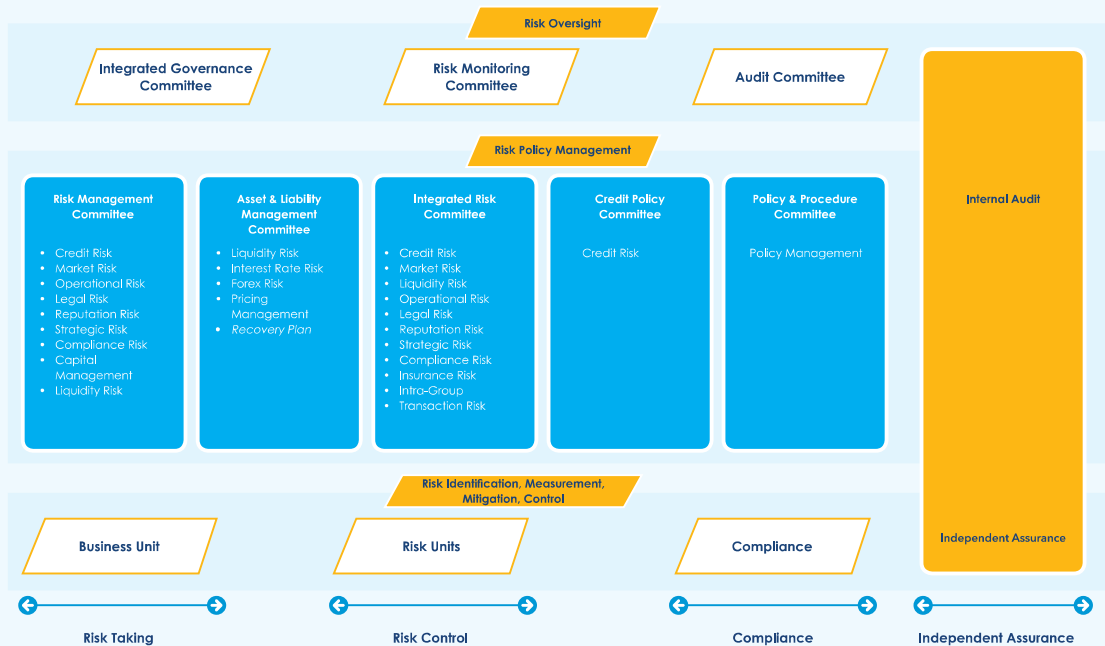 Risk Oversight
Integrated Governance
Committee
Risk Monitoring
Committee
Audit Committee
Risk Policy Management
Risk Management
Committee
• Credit Risk
• Market Risk
• Operational Risk
• Legal Risk
• Reputation Risk
• Strategic Risk
• Compliance Risk
• Capital
Management
• Liquidity Risk
Asset & Liability
Management
Committee
• Liquidity Risk
• Interest Rate Risk
• Forex Risk
• Pricing
Management
• Recovery Plan
Integrated Risk
Committee
• Credit Risk
• Market Risk
• Liquidity Risk
• Operational Risk
• Legal Risk
• Reputation Risk
• Strategic Risk
• Compliance Risk
• Insurance Risk
• Intra-Group
• Transaction Risk
Credit Policy
Committee
Credit Risk
Policy & Procedure
Committee
Policy Management
Internal Audit
Independent Assurance
Risk Identification, Measurement,
Mitigation, Control
Business Unit
Risk Units
Compliance
Risk Taking
Risk Control
Compliance
Independent Assurance